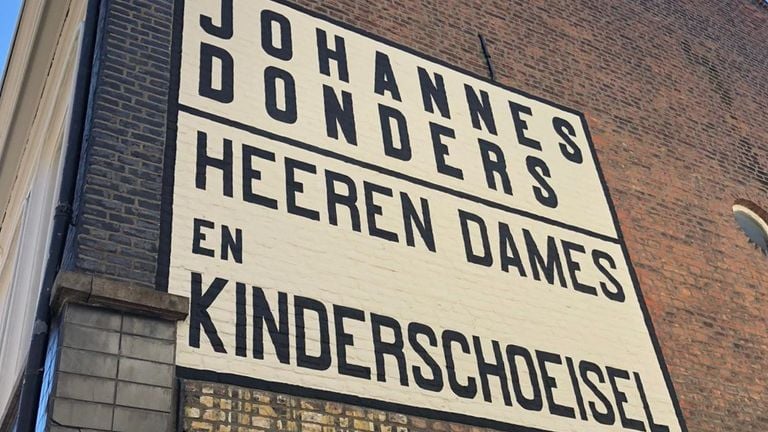 JOHANNES
DONDERS
HEEREN DAMES
EN
KINDERSCHOEISEL